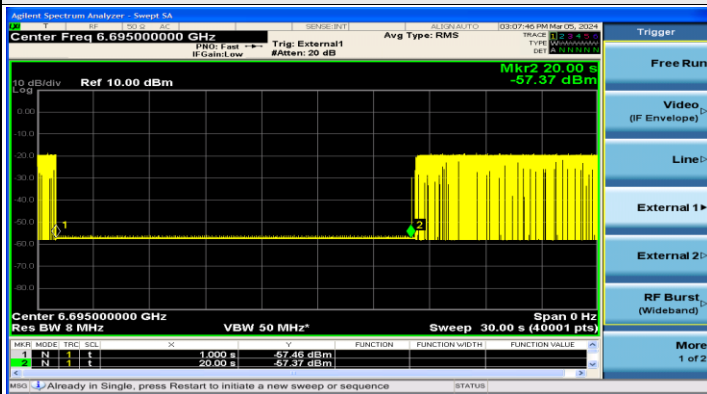 Agilent Spectrum Analyzer - Swept SA
T RF 50 Ω AC SENSE:INT ALIGN AUTO 03:07:46 PM Mar 05, 2024
Center Freq 6.695000000 GHz
PNO: Fast
IFGain:Low
Trig: External1
#Atten: 20 dB
Avg Type: RMS
TRACE 1 2 3 4 5 6
TYPE
DET A N N N N N
Mkr2 20.00 s
-57.37 dBm
10 dB/div
Log
Ref 10.00 dBm
0.00
-10.0
-20.0
-30.0
-40.0
-50.0
-60.0
-70.0
-80.0
1
2
Center 6.695000000 GHz
Span 0 Hz
Res BW 8 MHz
VBW 50 MHz*
Sweep 30.00 s (40001 pts)
MKR MODE TRC SCL X Y FUNCTION FUNCTION WIDTH FUNCTION VALUE
1 N 1 t 1.000 s -57.46 dBm
2 N 1 t 20.00 s -57.37 dBm
MSG Already in Single, press Restart to initiate a new sweep or sequence STATUS
Trigger
Free Run
Video
(IF Envelope)
Line
External 1
External 2
RF Burst
(Wideband)
More
1 of 2